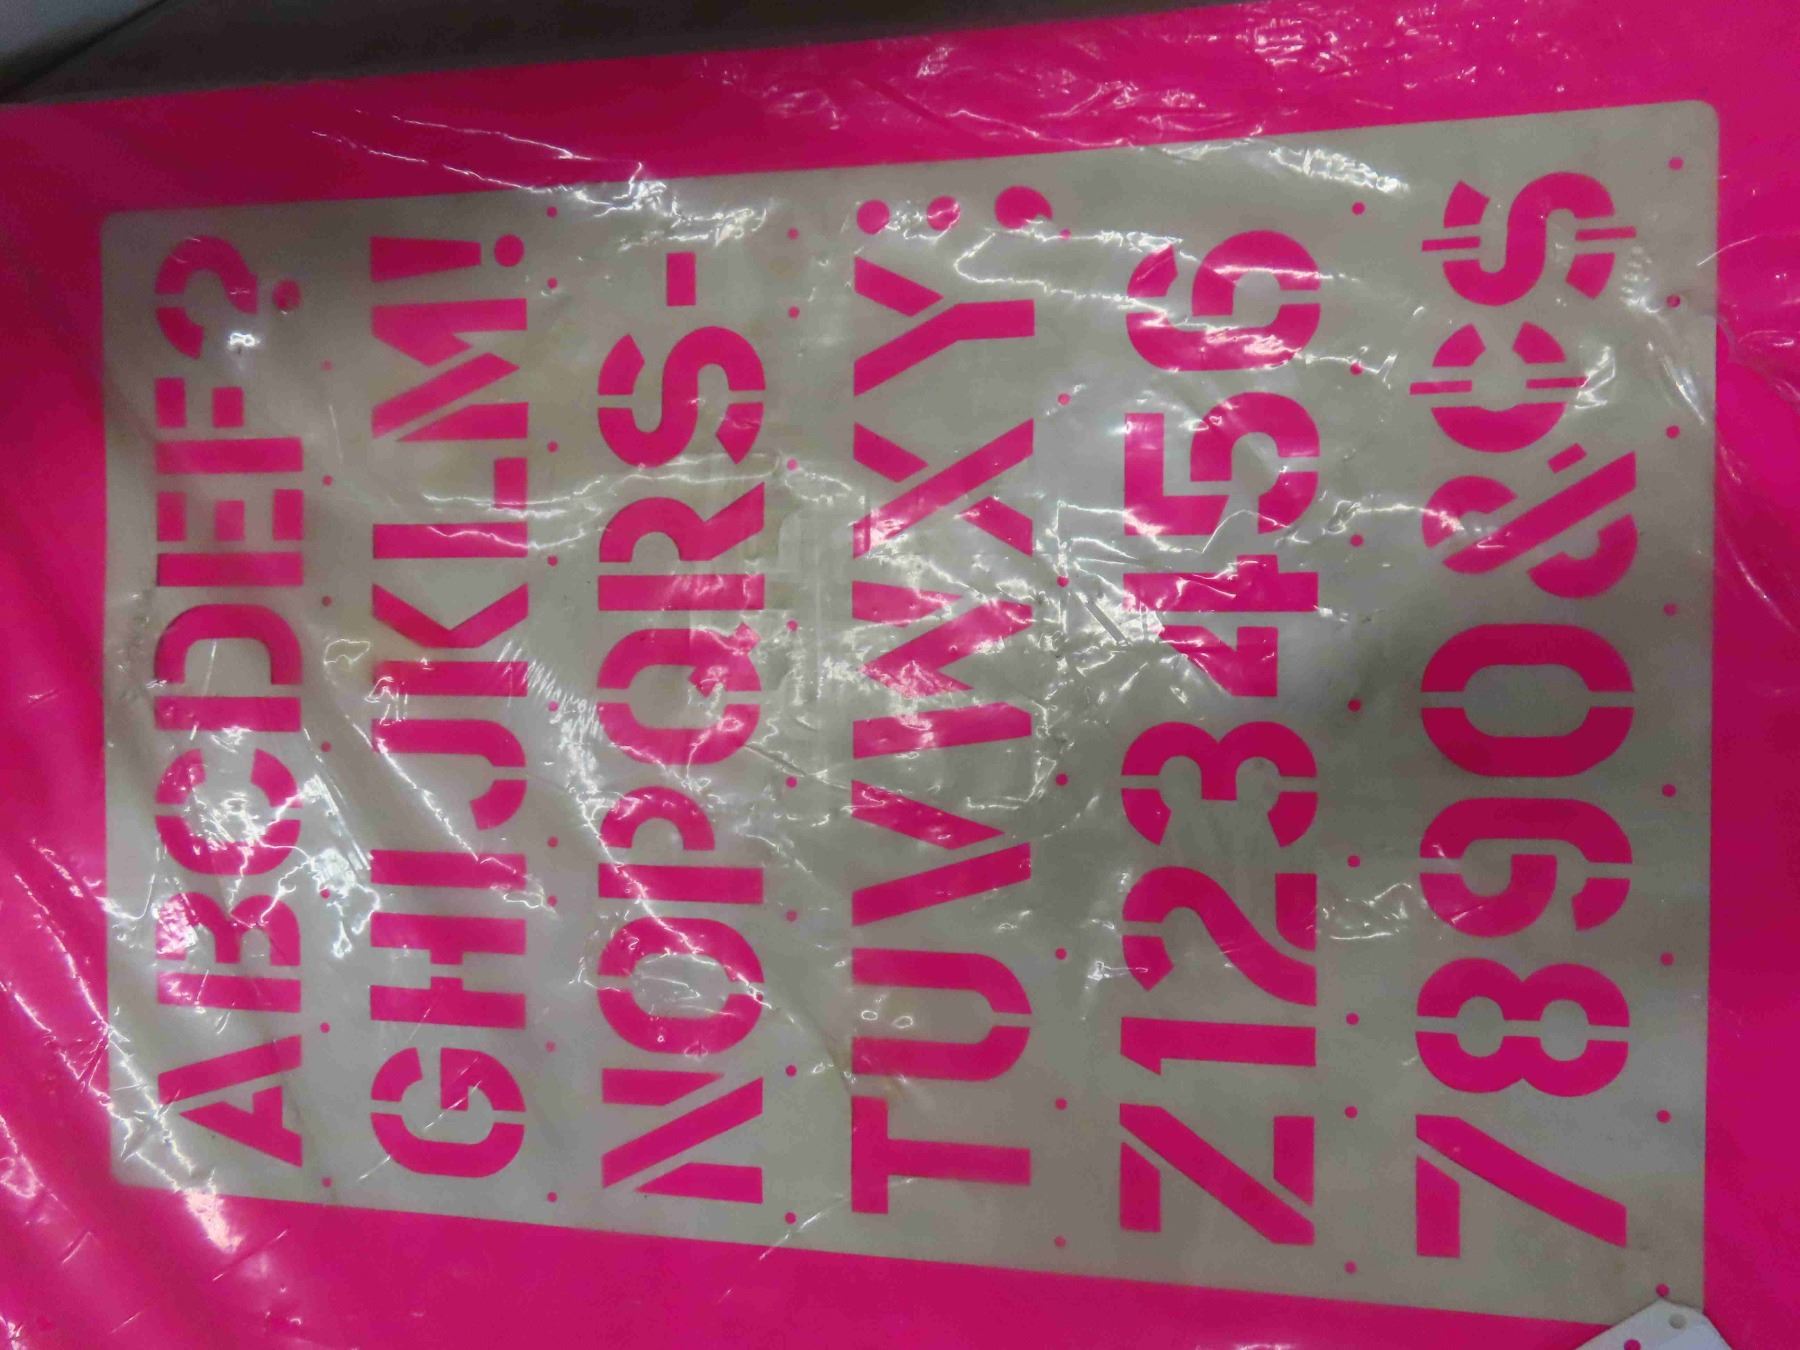 ABCDEF?
GHIJKLM!
NOPQRS-
TUVWXY;
Z123456
7890&¢$